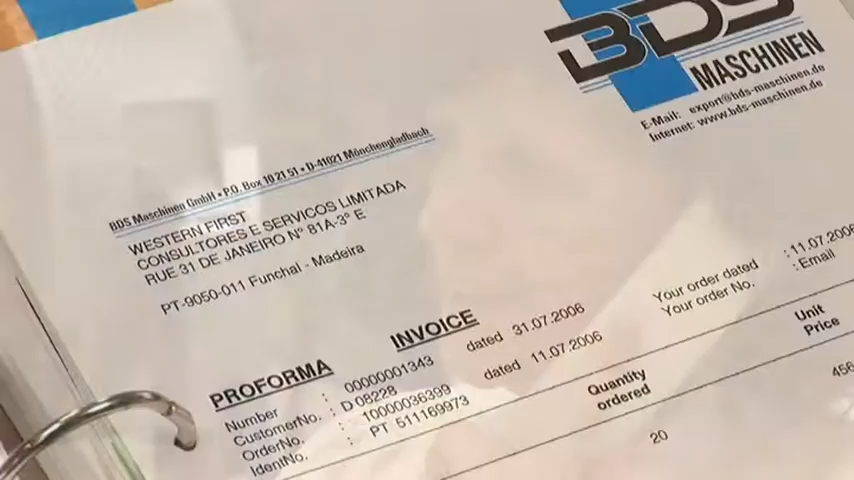 BDS
MASCHINEN
E-Mail: export@bds-maschinen.de
Internet: www.bds-maschinen.de
BDS Maschinen GmbH • P.O. Box 10 21 51 • D-41021 Mönchengladbach
WESTERN FIRST
CONSULTORES E SERVICOS LIMITADA
RUE 31 DE JANEIRO Nº 81A-3º E
PT-9050-011 Funchal - Madeira
Your order dated : 11.07.2006
Your order No. : Email
PROFORMA INVOICE
Number : 00000001343 dated 31.07.2006
CustomerNo. : D 08228
OrderNo. : 10000036399 dated 11.07.2006
IdentNo. : PT 511169973
Quantity ordered Unit Price
20 456